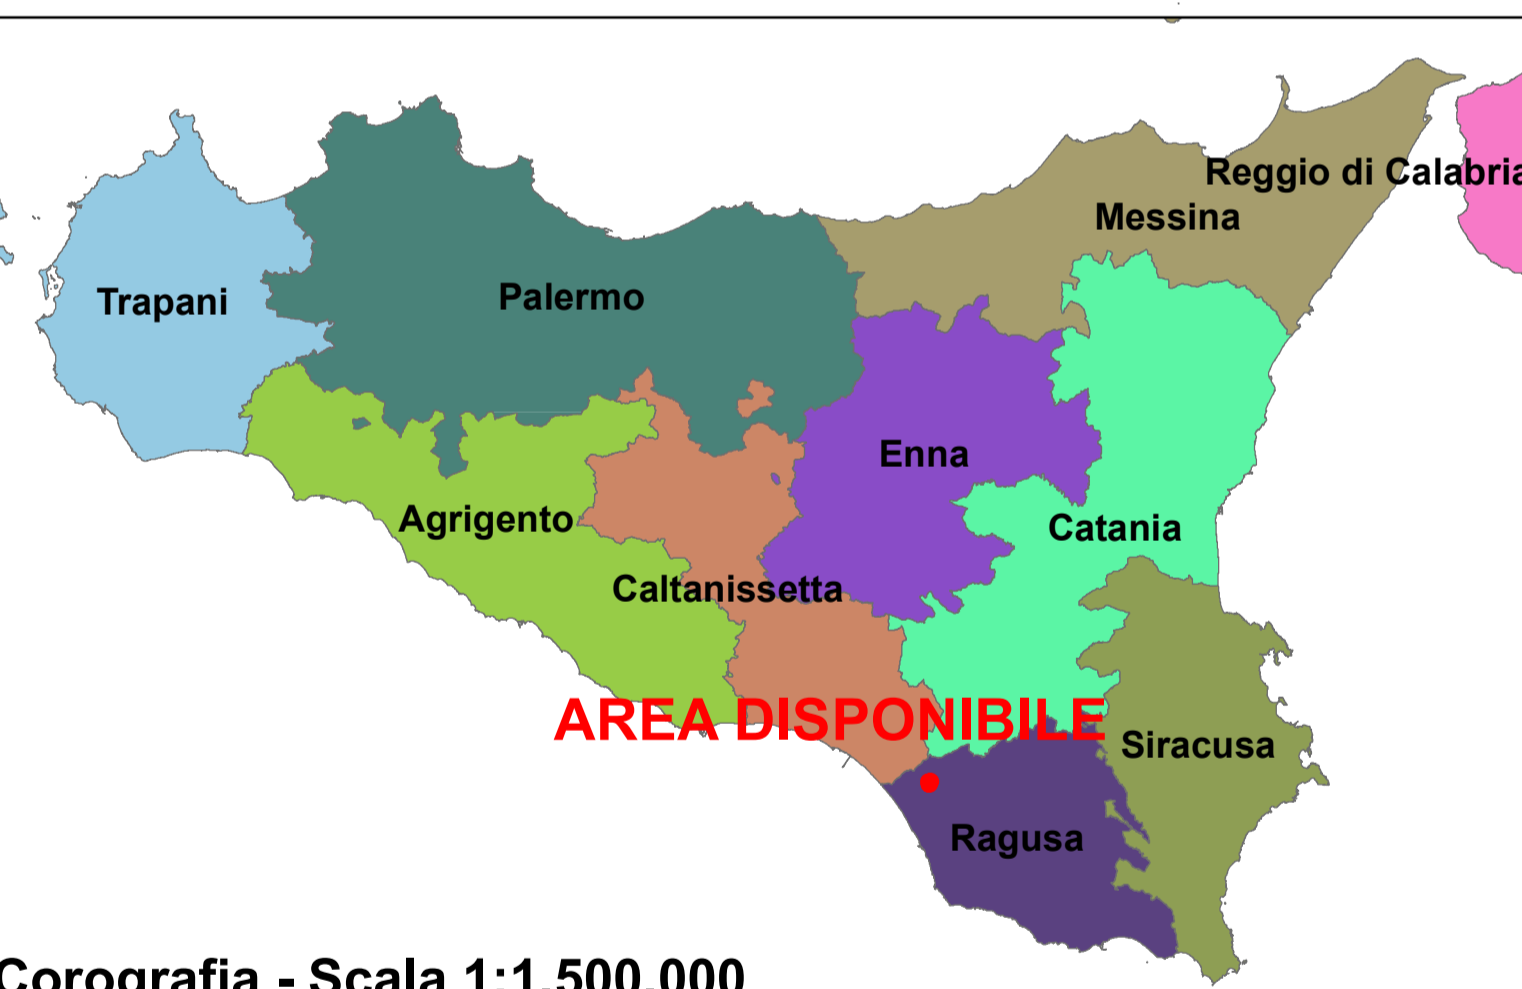 Reggio di Calabria
Messina
Trapani
Palermo
Enna
Agrigento
Catania
Caltanissetta
AREA DISPONIBILE
Siracusa
Ragusa
Corografia - Scala 1:1.500.000